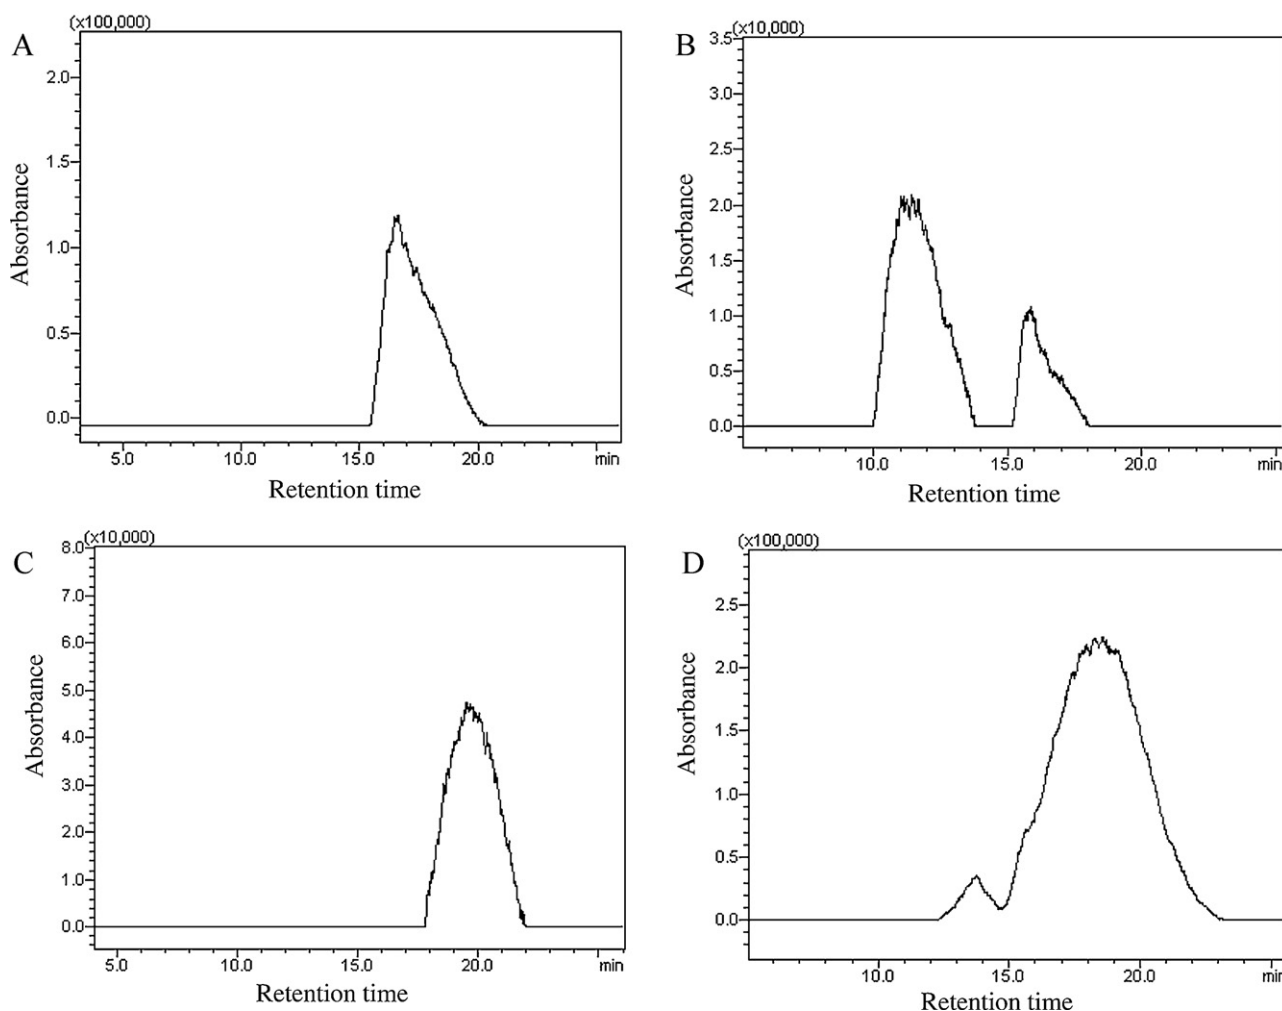 A
(x100,000)
2.0
1.5
1.0
0.5
0.0
Absorbance
5.0 10.0 15.0 20.0 min
Retention time
B
(x10,000)
3.5
3.0
2.5
2.0
1.5
1.0
0.5
0.0
Absorbance
10.0 15.0 20.0 min
Retention time
C
(x10,000)
8.0
7.0
6.0
5.0
4.0
3.0
2.0
1.0
0.0
Absorbance
5.0 10.0 15.0 20.0 min
Retention time
D
(x100,000)
2.5
2.0
1.5
1.0
0.5
0.0
Absorbance
10.0 15.0 20.0 min
Retention time